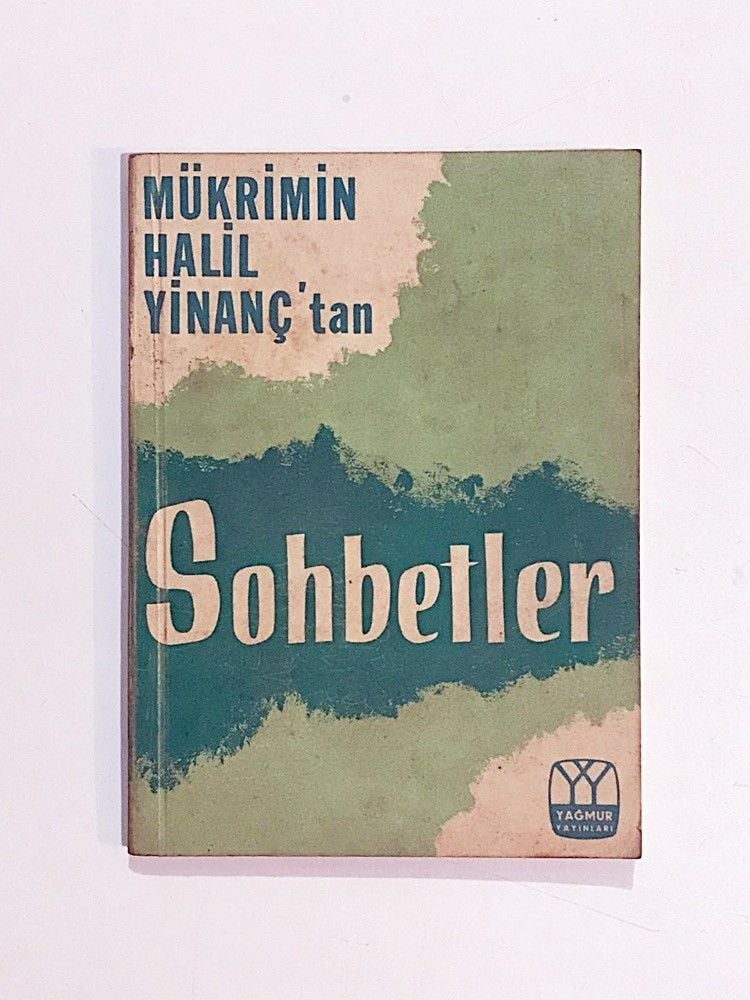 MÜKRİMİN
HALİL
YİNANÇ'tan
Sohbetler
YAĞMUR
YAYINLARI